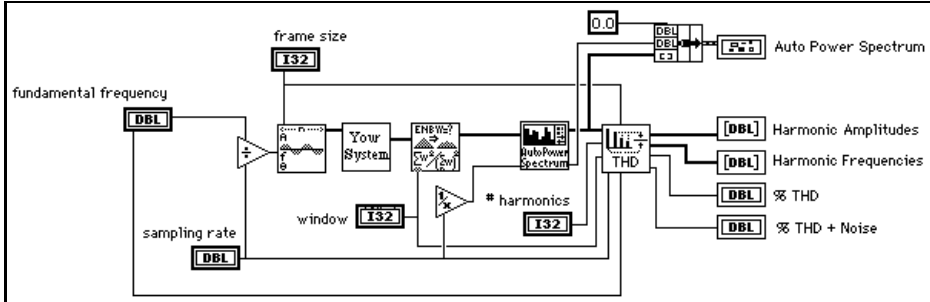 frame size
I32
fundamental frequency
DBL
÷
A
f
θ
n
Your
System
ENBW=?
AutoPower
Spectrum
THD
0.0
DBL
DBL
Auto Power Spectrum
[DBL] Harmonic Amplitudes
[DBL] Harmonic Frequencies
DBL % THD
DBL % THD + Noise
window
I32
1/x
# harmonics
I32
sampling rate
DBL